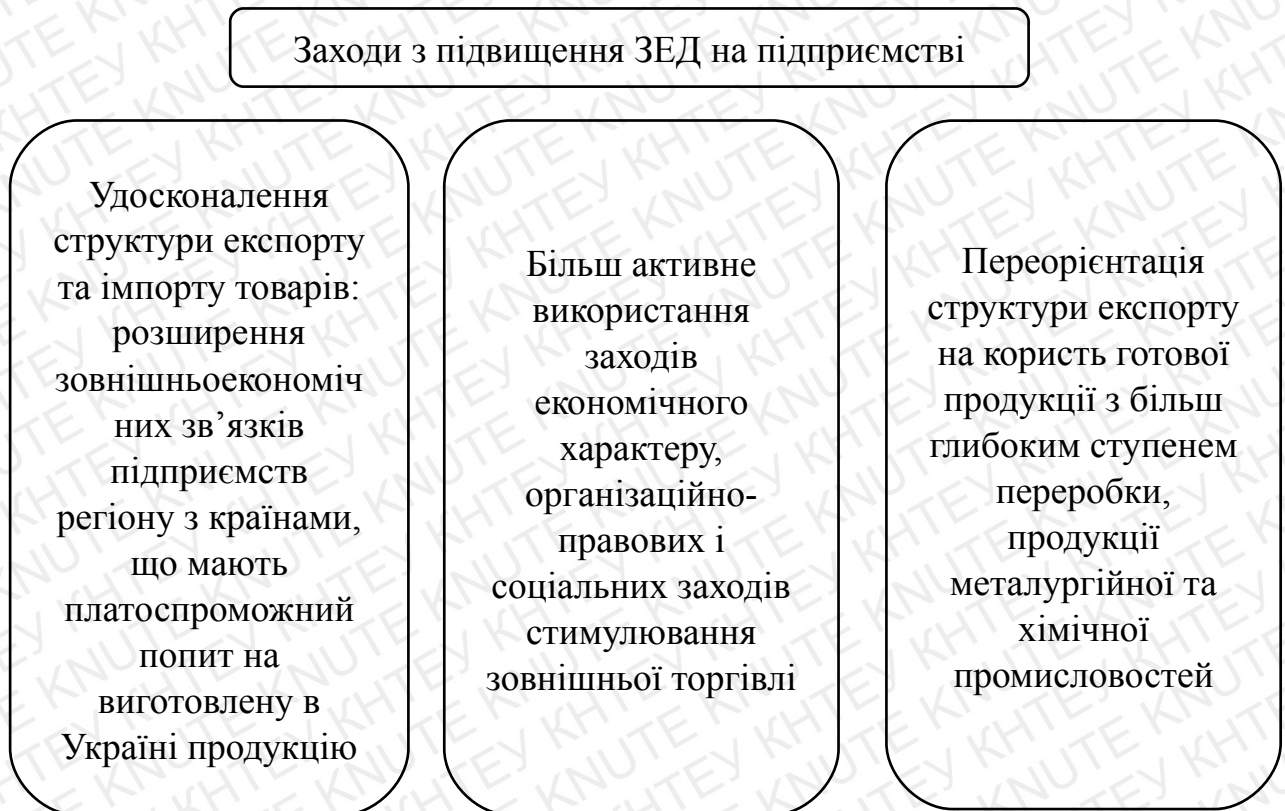 Заходи з підвищення ЗЕД на підприємстві
Удосконалення
структури експорту
та імпорту товарів:
розширення
зовнішньоекономіч
них зв’язків
підприємств
регіону з країнами,
що мають
платоспроможний
попит на
виготовлену в
Україні продукцію
Більш активне
використання
заходів
економічного
характеру,
організаційно-
правових і
соціальних заходів
стимулювання
зовнішньої торгівлі
Переорієнтація
структури експорту
на користь готової
продукції з більш
глибоким ступенем
переробки,
продукції
металургійної та
хімічної
промисловостей